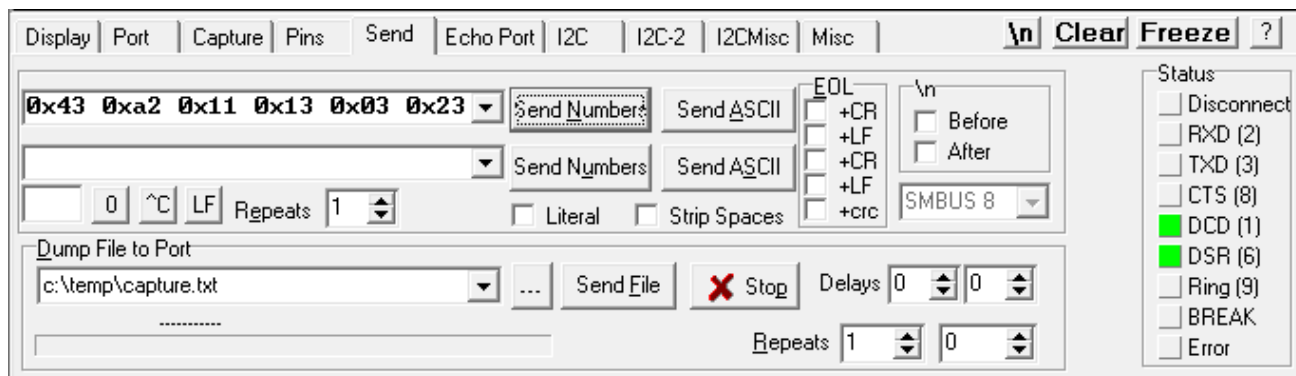 Display Port Capture Pins Send Echo Port I2C I2C-2 I2CMisc Misc \n Clear Freeze ?
Status
EOL \n
0x43 0xa2 0x11 0x13 0x03 0x23 Send Numbers Send ASCII +CR Before Disconnect
+LF RXD (2)
Send Numbers Send ASCII +CR After TXD (3)
+LF CTS (8)
0 ^C LF Repeats 1 Literal Strip Spaces +crc SMBUS 8
DCD (1)
Dump File to Port
DSR (6)
c:\temp\capture.txt ... Send File Stop Delays 0 0 Ring (9)
----------- BREAK
Repeats 1 0 Error